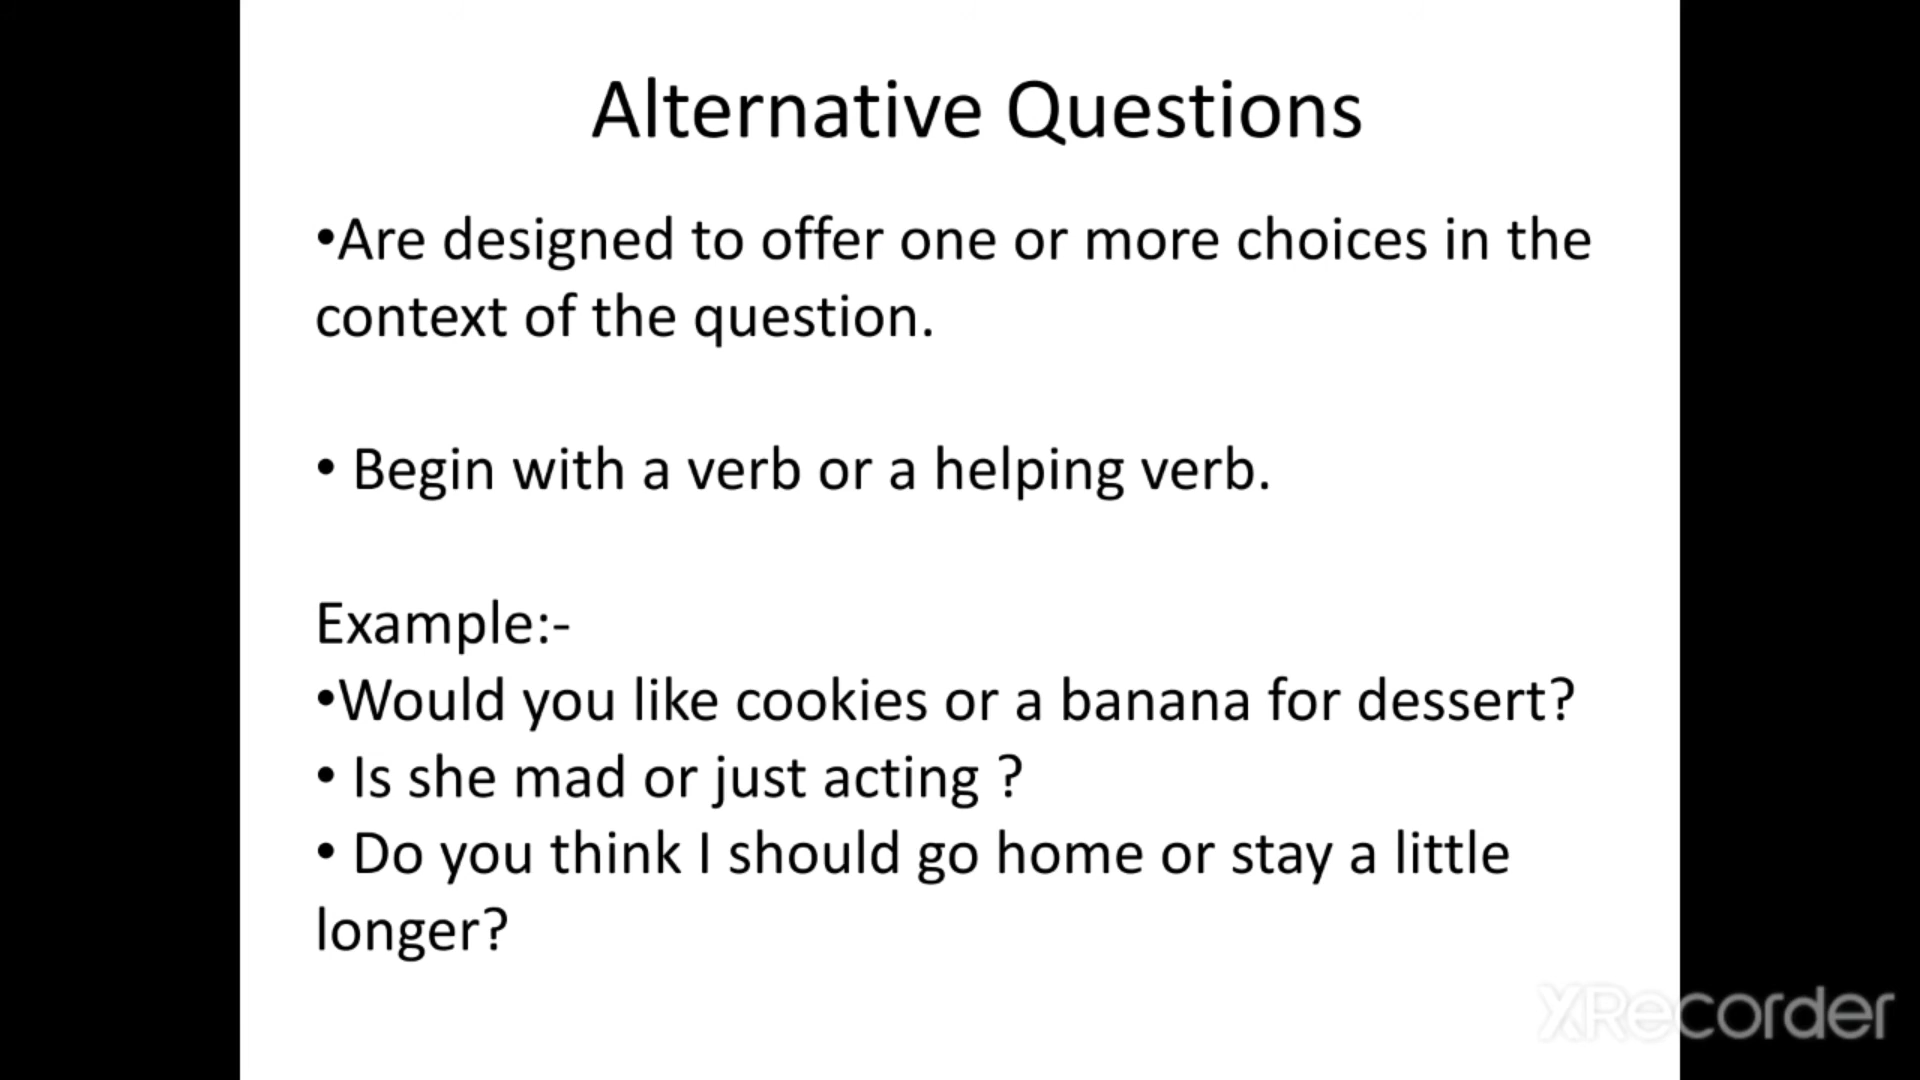 Alternative Questions
•Are designed to offer one or more choices in the
context of the question.
• Begin with a verb or a helping verb.
Example:-
•Would you like cookies or a banana for dessert?
• Is she mad or just acting ?
• Do you think I should go home or stay a little
longer?
XRecorder